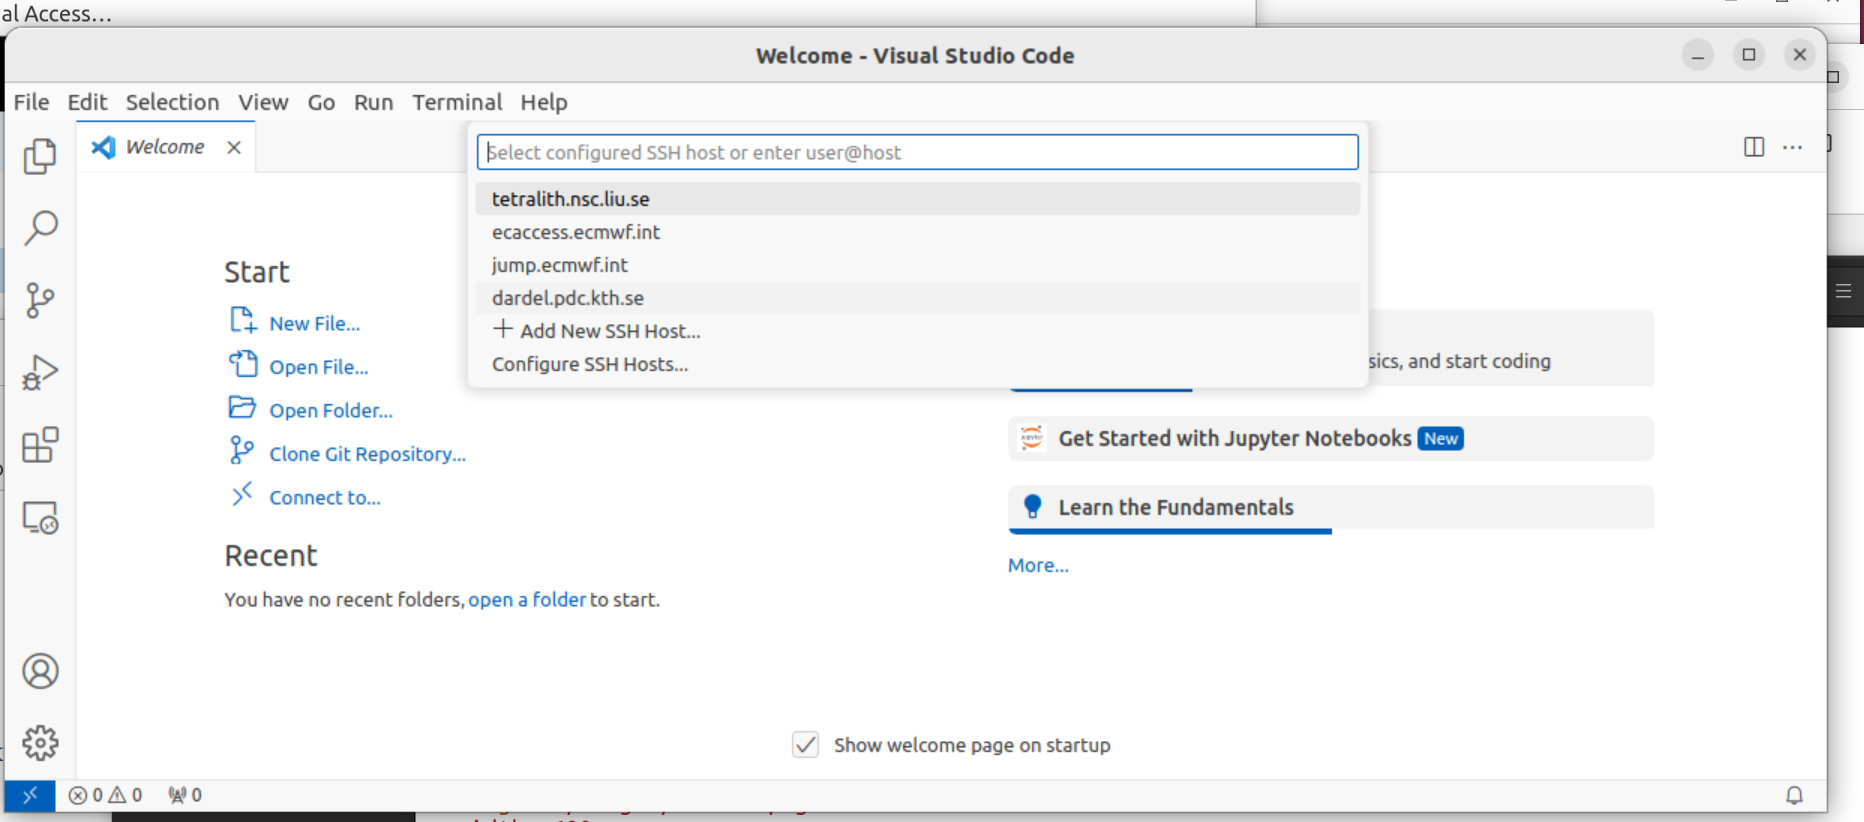 al Access...
Welcome - Visual Studio Code
File Edit Selection View Go Run Terminal Help
Welcome
Select configured SSH host or enter user@host
tetralith.nsc.liu.se
ecaccess.ecmwf.int
jump.ecmwf.int
dardel.pdc.kth.se
+ Add New SSH Host...
Configure SSH Hosts...
Start
New File...
Open File...
Open Folder...
Clone Git Repository...
Connect to...
Recent
You have no recent folders, open a folder to start.
sics, and start coding
Get Started with Jupyter Notebooks New
Learn the Fundamentals
More...
Show welcome page on startup
0 0 0